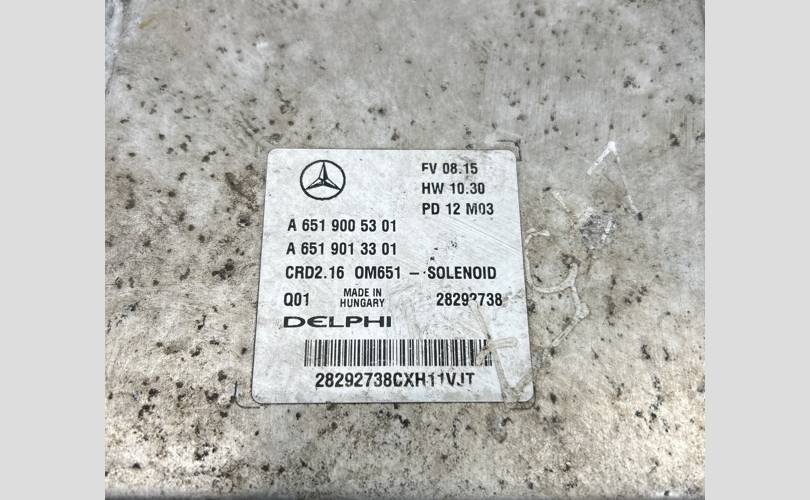 FV 08.15
HW 10.30
PD 12 M03
A 651 900 53 01
A 651 901 33 01
CRD2.16 OM651 - SOLENOID
Q01 MADE IN HUNGARY 28292738
DELPHI
28292738CXH11VJT